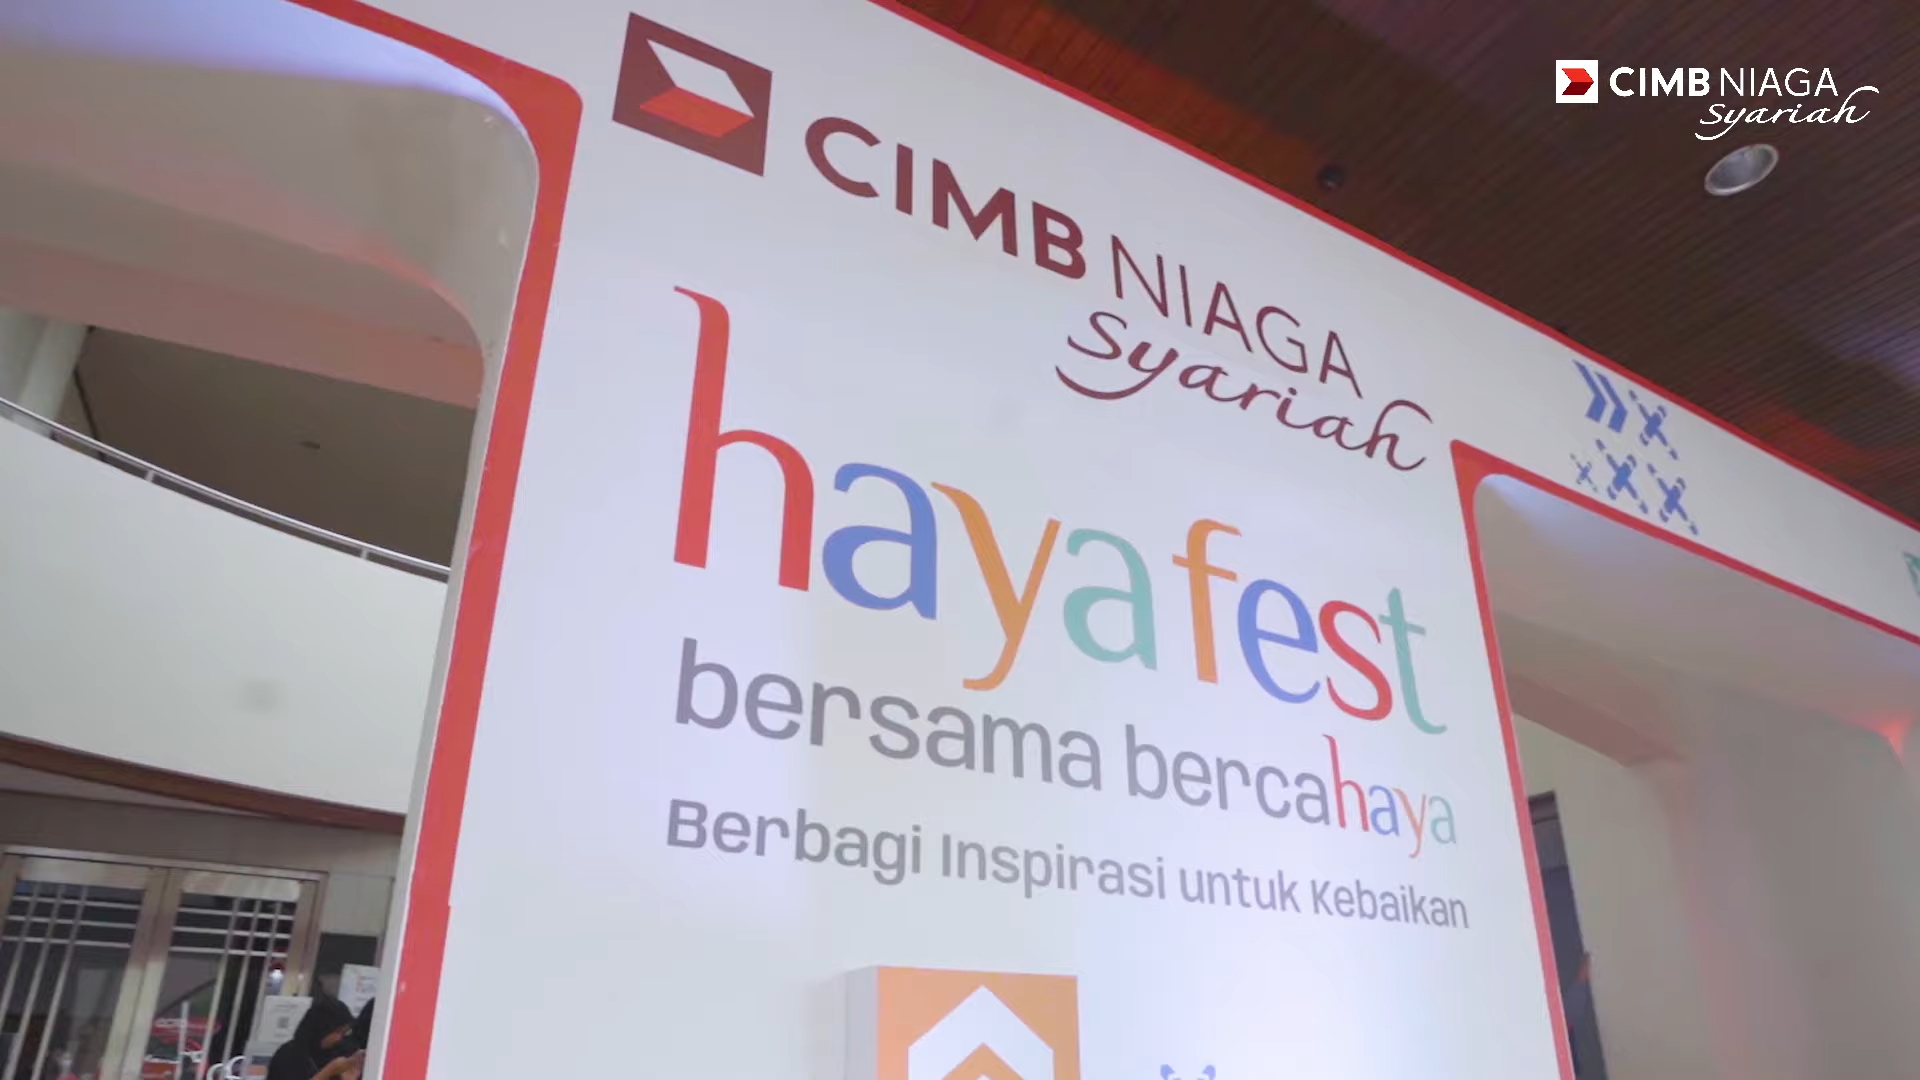 CIMB NIAGA
syariah
CIMB NIAGA
syariah
hayafest
bersama bercahaya
Berbagi Inspirasi untuk Kebaikan